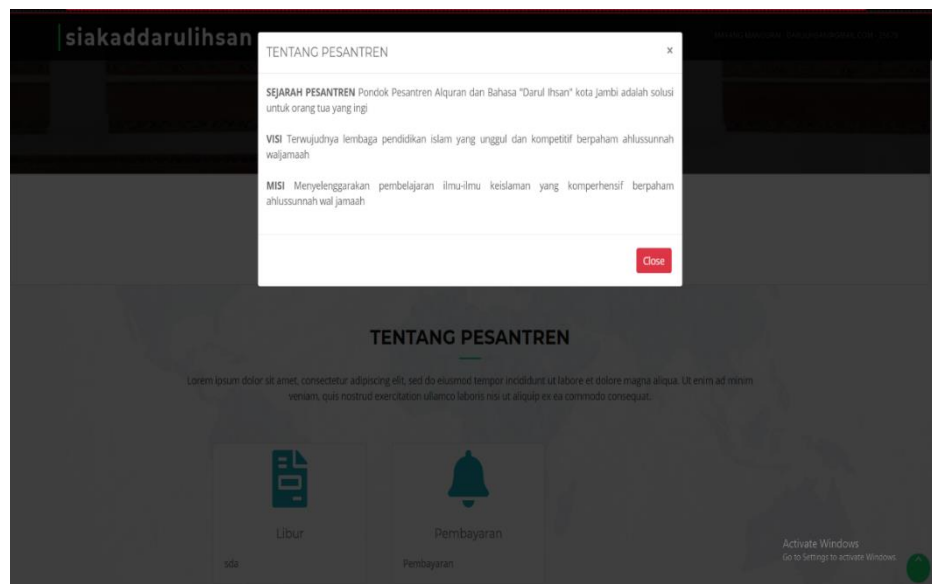 siakaddarulihsan
TENTANG PESANTREN
x
SEJARAH PESANTREN Pondok Pesantren Alquran dan Bahasa "Darul Ihsan" kota Jambi adalah solusi
untuk orang tua yang ingi
VISI Terwujudnya lembaga pendidikan islam yang unggul dan kompetitif berpaham ahlussunnah
waljamaah
MISI Menyelenggarakan pembelajaran ilmu-ilmu keislaman yang komperhensif berpaham
ahlussunnah wal jamaah
Close
TENTANG PESANTREN
Lorem ipsum dolor sit amet, consectetur adipiscing elit, sed do eiusmod tempor incididunt ut labore et dolore magna aliqua. Ut enim ad minim
veniam, quis nostrud exercitation ullamco laboris nisi ut aliquip ex ea commodo consequat.
Libur
Pembayaran
sda
Pembayaran
Activate Windows
Go to Settings to activate Windows.